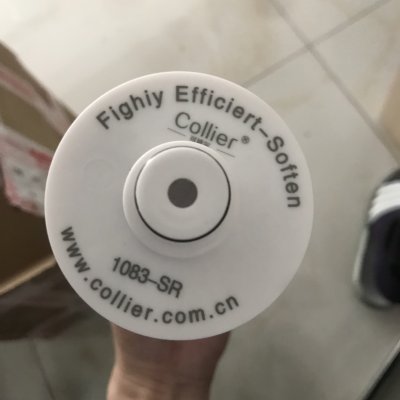 Fighiy Efficiert-Soften
Collier®
1083-SR
www.collier.com.cn